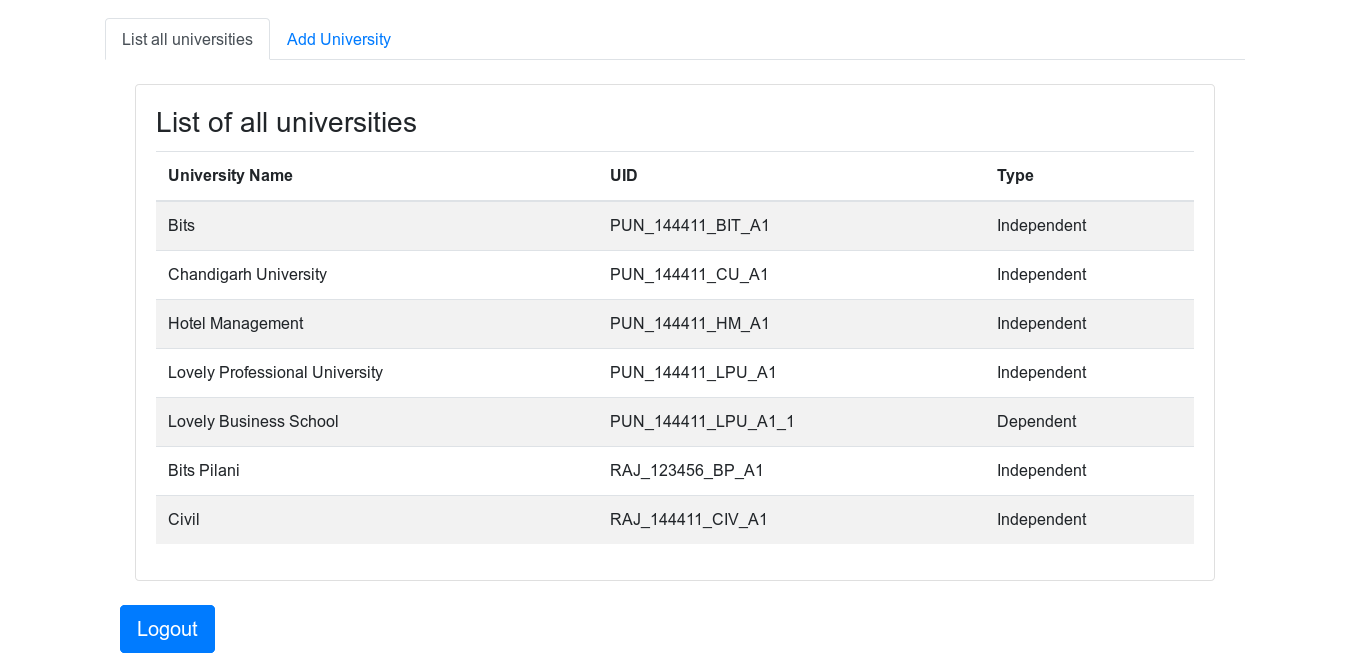 List all universities Add University
List of all universities
University Name UID Type
Bits PUN_144411_BIT_A1 Independent
Chandigarh University PUN_144411_CU_A1 Independent
Hotel Management PUN_144411_HM_A1 Independent
Lovely Professional University PUN_144411_LPU_A1 Independent
Lovely Business School PUN_144411_LPU_A1_1 Dependent
Bits Pilani RAJ_123456_BP_A1 Independent
Civil RAJ_144411_CIV_A1 Independent
Logout